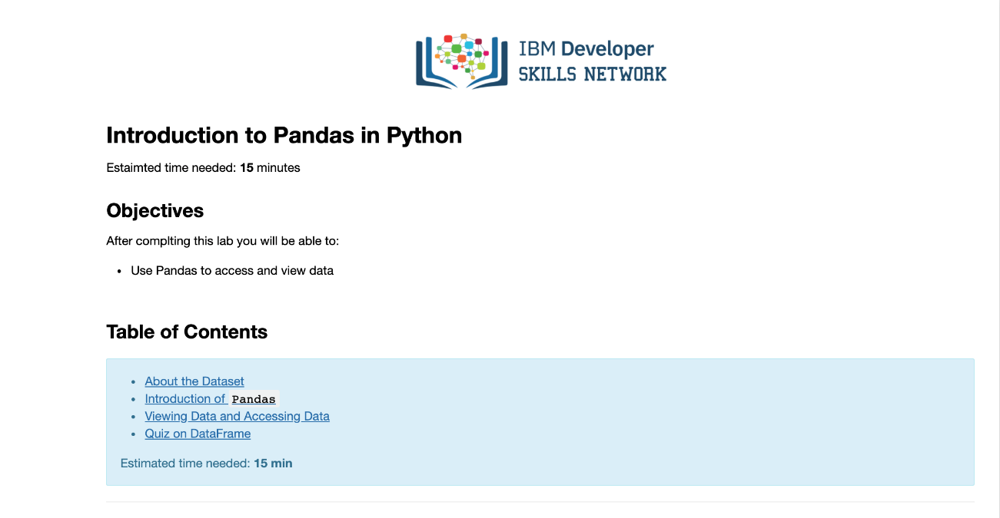 IBM Developer
SKILLS NETWORK
Introduction to Pandas in Python
Estaimted time needed: 15 minutes
Objectives
After complting this lab you will be able to:
Use Pandas to access and view data
Table of Contents
About the Dataset
Introduction of Pandas
Viewing Data and Accessing Data
Quiz on DataFrame
Estimated time needed: 15 min